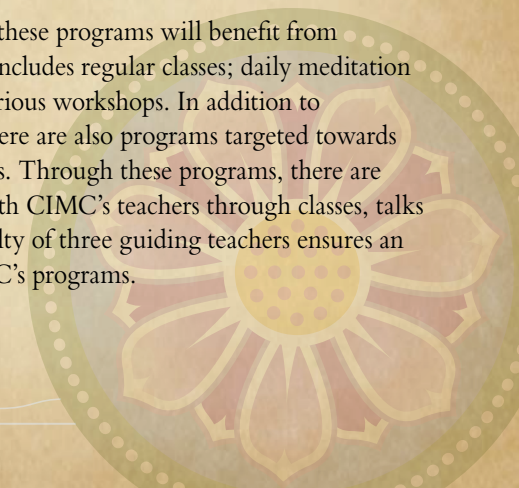 these programs will benefit from
ncludes regular classes; daily meditation
rious workshops. In addition to
ere are also programs targeted towards
s. Through these programs, there are
th CIMC’s teachers through classes, talks
lty of three guiding teachers ensures an
C’s programs.